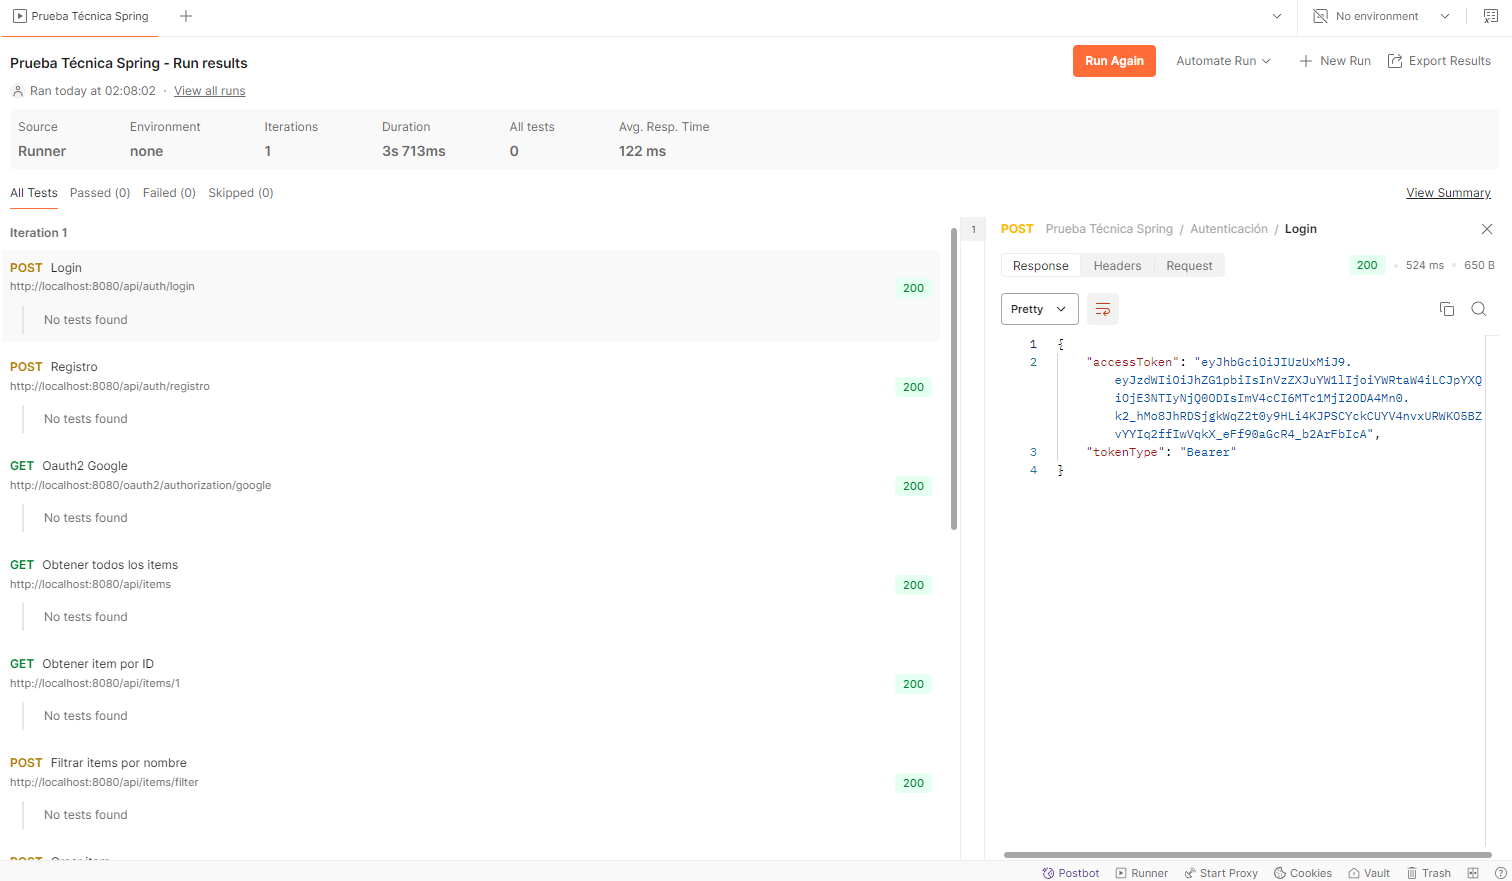 Prueba Técnica Spring
No environment
Prueba Técnica Spring - Run results
Run Again
Automate Run
New Run
Export Results
Ran today at 02:08:02 · View all runs
Source Environment Iterations Duration All tests Avg. Resp. Time
Runner none 1 3s 713ms 0 122 ms
All Tests Passed (0) Failed (0) Skipped (0)
View Summary
Iteration 1
POST Login
http://localhost:8080/api/auth/login
200
No tests found
POST Registro
http://localhost:8080/api/auth/registro
200
No tests found
GET Oauth2 Google
http://localhost:8080/oauth2/authorization/google
200
No tests found
GET Obtener todos los items
http://localhost:8080/api/items
200
No tests found
GET Obtener item por ID
http://localhost:8080/api/items/1
200
No tests found
POST Filtrar items por nombre
http://localhost:8080/api/items/filter
200
No tests found
1
POST Prueba Técnica Spring / Autenticación / Login
Response Headers Request
200 524 ms 650 B
Pretty
1 {
2 "accessToken": "eyJhbGciOiJIUzUxMiJ9.
eyJzdWIiOiJhZG1pbiIsInVzZXJuYW1lIjoiYWRtaW4iLCJpYXQ
iOjE3NTIyNjQ0ODIsImV4cCI6MTc1MjI2ODA4Mn0.
k2_hMo8JhRDSjgkWqZ2t0y9HLi4KJPSCYckCUYV4nvxURWKO5BZ
vYYIq2ffIwVqkX_eFf90aGcR4_b2ArFbIcA",
3 "tokenType": "Bearer"
4 }
Postbot Runner Start Proxy Cookies Vault Trash